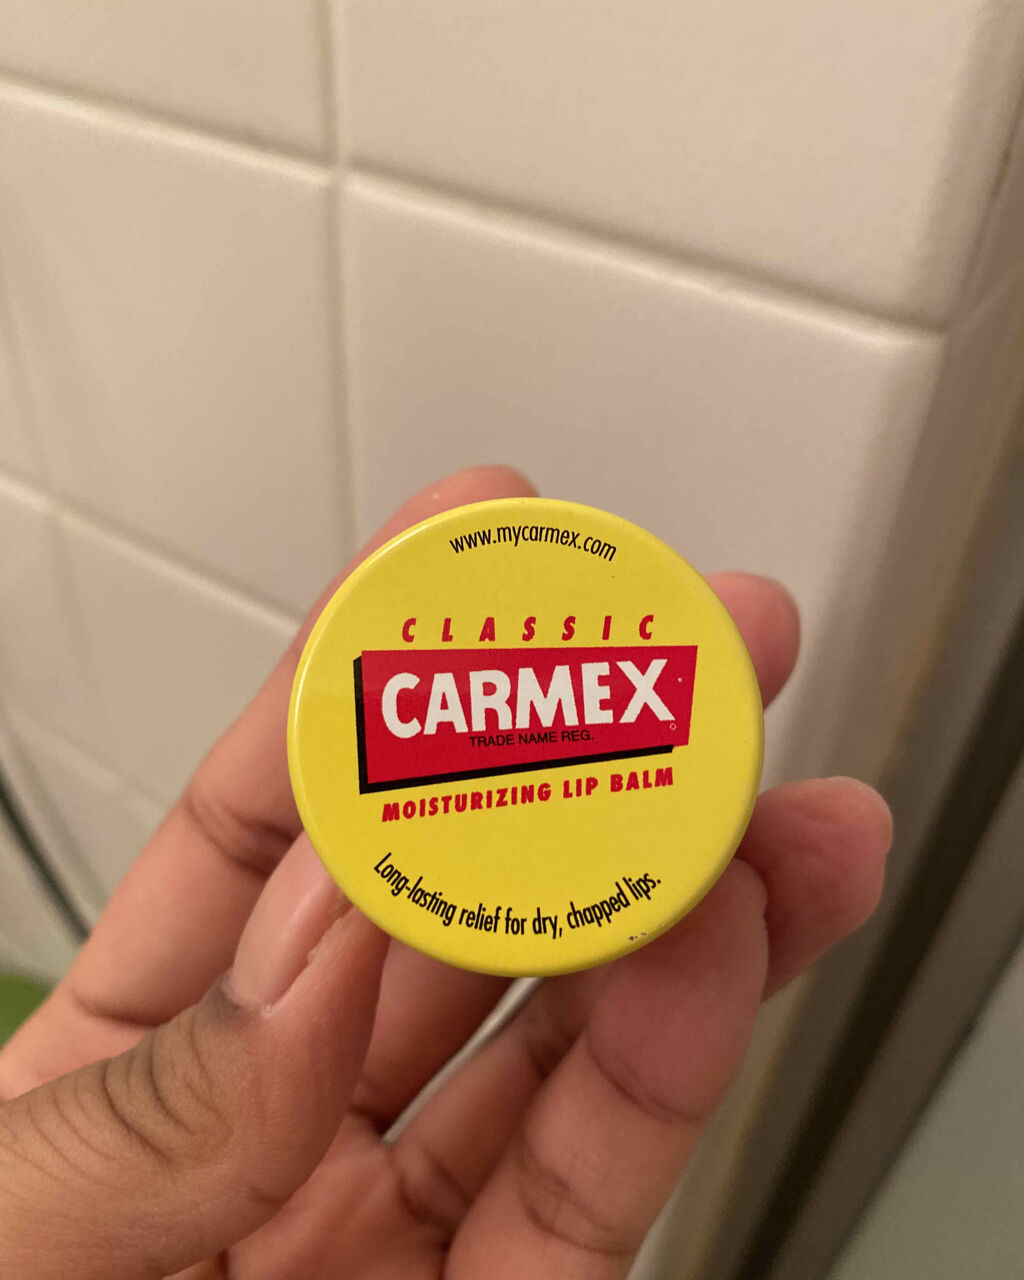 www.mycarmex.com
CLASSIC
CARMEX
TRADE NAME REG.
MOISTURIZING LIP BALM
Long-lasting relief for dry, chapped lips.